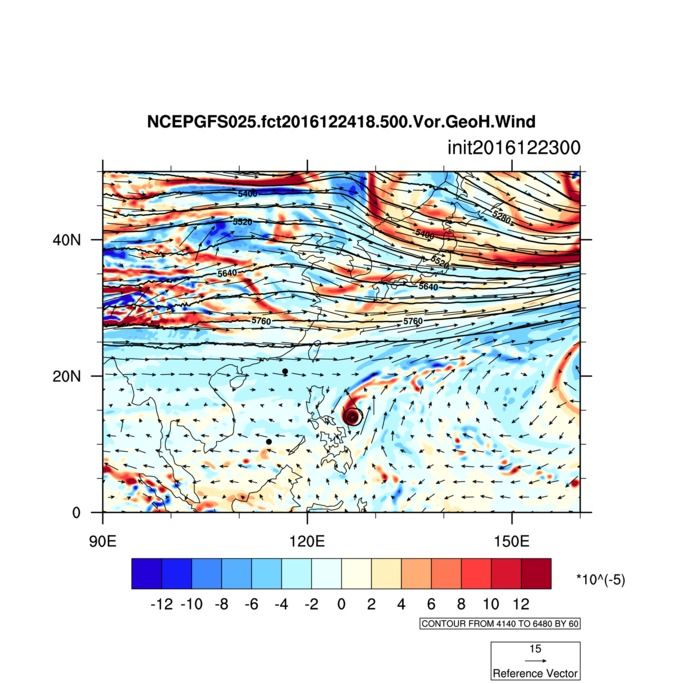 NCEPGFS025.fct2016122418.500.Vor.GeoH.Wind
init2016122300
5400
5280
5520
5400
5520
40N
5640
5640
5760
5760
20N
0
90E 120E 150E
*10^(-5)
-12 -10 -8 -6 -4 -2 0 2 4 6 8 10 12
CONTOUR FROM 4140 TO 6480 BY 60
15
Reference Vector